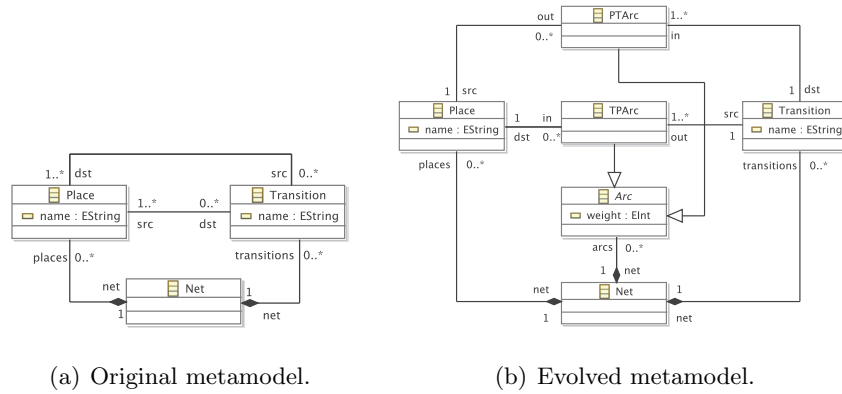 out
0..*
PTArc
1..*
in
1 src
1 dst
Place
name : EString
1 in
dst 0..*
TPArc
1..*
out
src
1
Transition
name : EString
places 0..*
transitions 0..*
Arc
weight : EInt
arcs 0..*
1 net
net
1
Net
1
net
1..* dst
src 0..*
Place
name : EString
1..*
src
0..*
dst
Transition
name : EString
places 0..*
transitions 0..*
net
1
Net
1
net
(a) Original metamodel.
(b) Evolved metamodel.